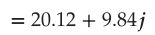 = 20.12 + 9.84j